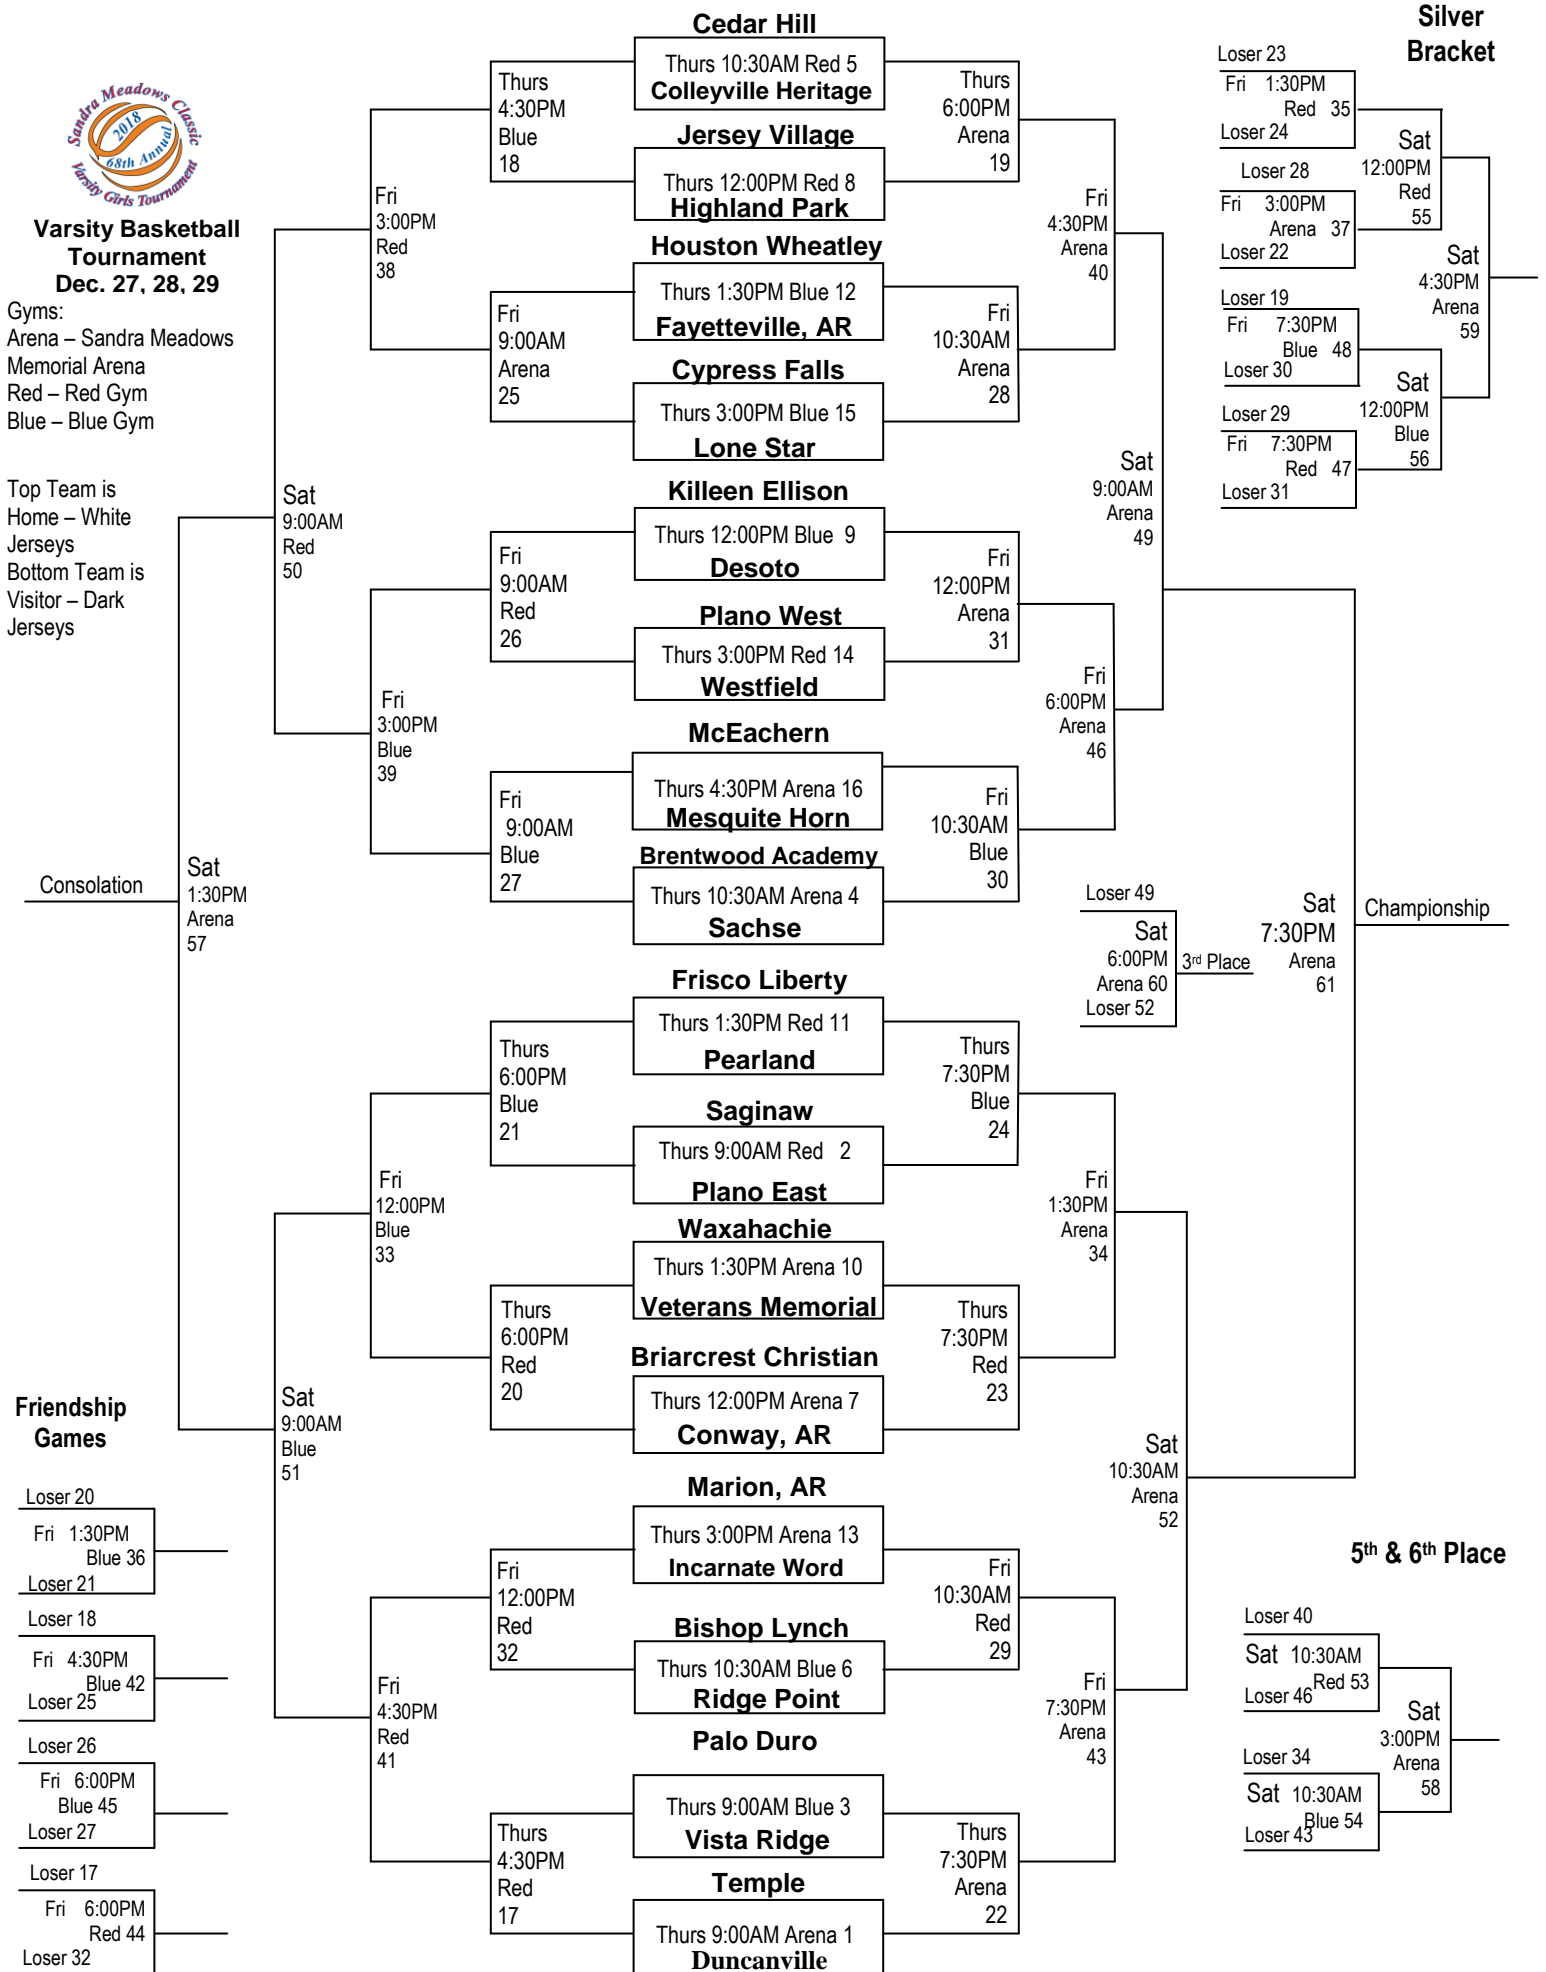 Sandra Meadows Classic
2018
68th Annual
Varsity Girls Tournament
Varsity Basketball
Tournament
Dec. 27, 28, 29
Gyms:
Arena – Sandra Meadows
Memorial Arena
Red – Red Gym
Blue – Blue Gym
Top Team is
Home – White
Jerseys
Bottom Team is
Visitor – Dark
Jerseys
Consolation
Sat
1:30PM
Arena
57
Sat
9:00AM
Red
50
Sat
9:00AM
Blue
51
Fri
3:00PM
Red
38
Fri
3:00PM
Blue
39
Fri
12:00PM
Blue
33
Fri
4:30PM
Red
41
Thurs
4:30PM
Blue
18
Fri
9:00AM
Arena
25
Fri
9:00AM
Red
26
Fri
9:00AM
Blue
27
Thurs
6:00PM
Blue
21
Thurs
6:00PM
Red
20
Fri
12:00PM
Red
32
Thurs
4:30PM
Red
17
Cedar Hill
Thurs 10:30AM Red 5
Colleyville Heritage
Jersey Village
Thurs 12:00PM Red 8
Highland Park
Houston Wheatley
Thurs 1:30PM Blue 12
Fayetteville, AR
Cypress Falls
Thurs 3:00PM Blue 15
Lone Star
Killeen Ellison
Thurs 12:00PM Blue 9
Desoto
Plano West
Thurs 3:00PM Red 14
Westfield
McEachern
Thurs 4:30PM Arena 16
Mesquite Horn
Brentwood Academy
Thurs 10:30AM Arena 4
Sachse
Frisco Liberty
Thurs 1:30PM Red 11
Pearland
Saginaw
Thurs 9:00AM Red 2
Plano East
Waxahachie
Thurs 1:30PM Arena 10
Veterans Memorial
Briarcrest Christian
Thurs 12:00PM Arena 7
Conway, AR
Marion, AR
Thurs 3:00PM Arena 13
Incarnate Word
Bishop Lynch
Thurs 10:30AM Blue 6
Ridge Point
Palo Duro
Thurs 9:00AM Blue 3
Vista Ridge
Temple
Thurs 9:00AM Arena 1
Duncanville
Thurs
6:00PM
Arena
19
Fri
10:30AM
Arena
28
Fri
12:00PM
Arena
31
Fri
10:30AM
Blue
30
Thurs
7:30PM
Blue
24
Thurs
7:30PM
Red
23
Fri
10:30AM
Red
29
Thurs
7:30PM
Arena
22
Fri
4:30PM
Arena
40
Fri
6:00PM
Arena
46
Fri
1:30PM
Arena
34
Fri
7:30PM
Arena
43
Sat
9:00AM
Arena
49
Sat
10:30AM
Arena
52
Sat
7:30PM
Arena
61
Championship
Loser 49
Sat
6:00PM
Arena 60
Loser 52
3rd Place
Silver
Bracket
Loser 23
Fri 1:30PM
Red 35
Loser 24
Loser 28
Fri 3:00PM
Arena 37
Loser 22
Loser 19
Fri 7:30PM
Blue 48
Loser 30
Loser 29
Fri 7:30PM
Red 47
Loser 31
Sat
12:00PM
Red
55
Sat
12:00PM
Blue
56
Sat
4:30PM
Arena
59
Friendship
Games
Loser 20
Fri 1:30PM
Blue 36
Loser 21
Loser 18
Fri 4:30PM
Blue 42
Loser 25
Loser 26
Fri 6:00PM
Blue 45
Loser 27
Loser 17
Fri 6:00PM
Red 44
Loser 32
5th & 6th Place
Loser 40
Sat 10:30AM
Red 53
Loser 46
Loser 34
Sat 10:30AM
Blue 54
Loser 43
Sat
3:00PM
Arena
58